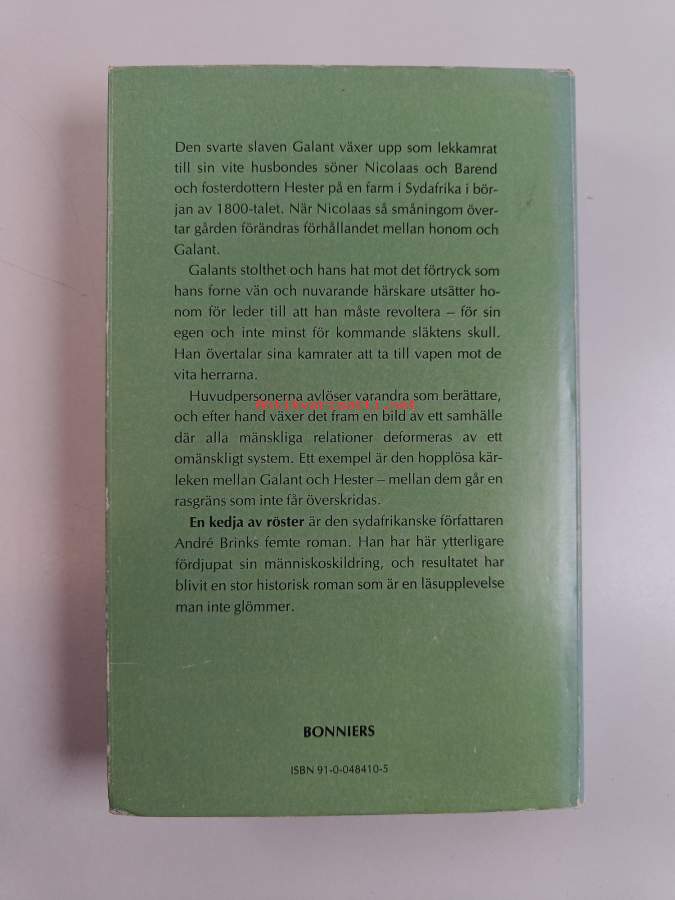 Den svarte slaven Galant växer upp som lekkamrat
till sin vite husbondes söner Nicolaas och Barend
och fosterdottern Hester på en farm i Sydafrika i bör-
jan av 1800-talet. När Nicolaas så småningom över-
tar gården förändras förhållandet mellan honom och
Galant.
Galants stolthet och hans hat mot det förtryck som
hans forne vän och nuvarande härskare utsätter ho-
nom för leder till att han måste revoltera – för sin
egen och inte minst för kommande släktens skull.
Han övertalar sina kamrater att ta till vapen mot de
vita herrarna.
Huvudpersonerna avlöser varandra som berättare,
Antikvariaatti.net
och efter hand växer det fram en bild av ett samhälle
där alla mänskliga relationer deformeras av ett
omänskligt system. Ett exempel är den hopplösa kär-
leken mellan Galant och Hester – mellan dem går en
rasgräns som inte får överskridas.
En kedja av röster är den sydafrikanske författaren
André Brinks femte roman. Han har här ytterligare
fördjupat sin människoskildring, och resultatet har
blivit en stor historisk roman som är en läsupplevelse
man inte glömmer.
BONNIERS
ISBN 91-0-048410-5